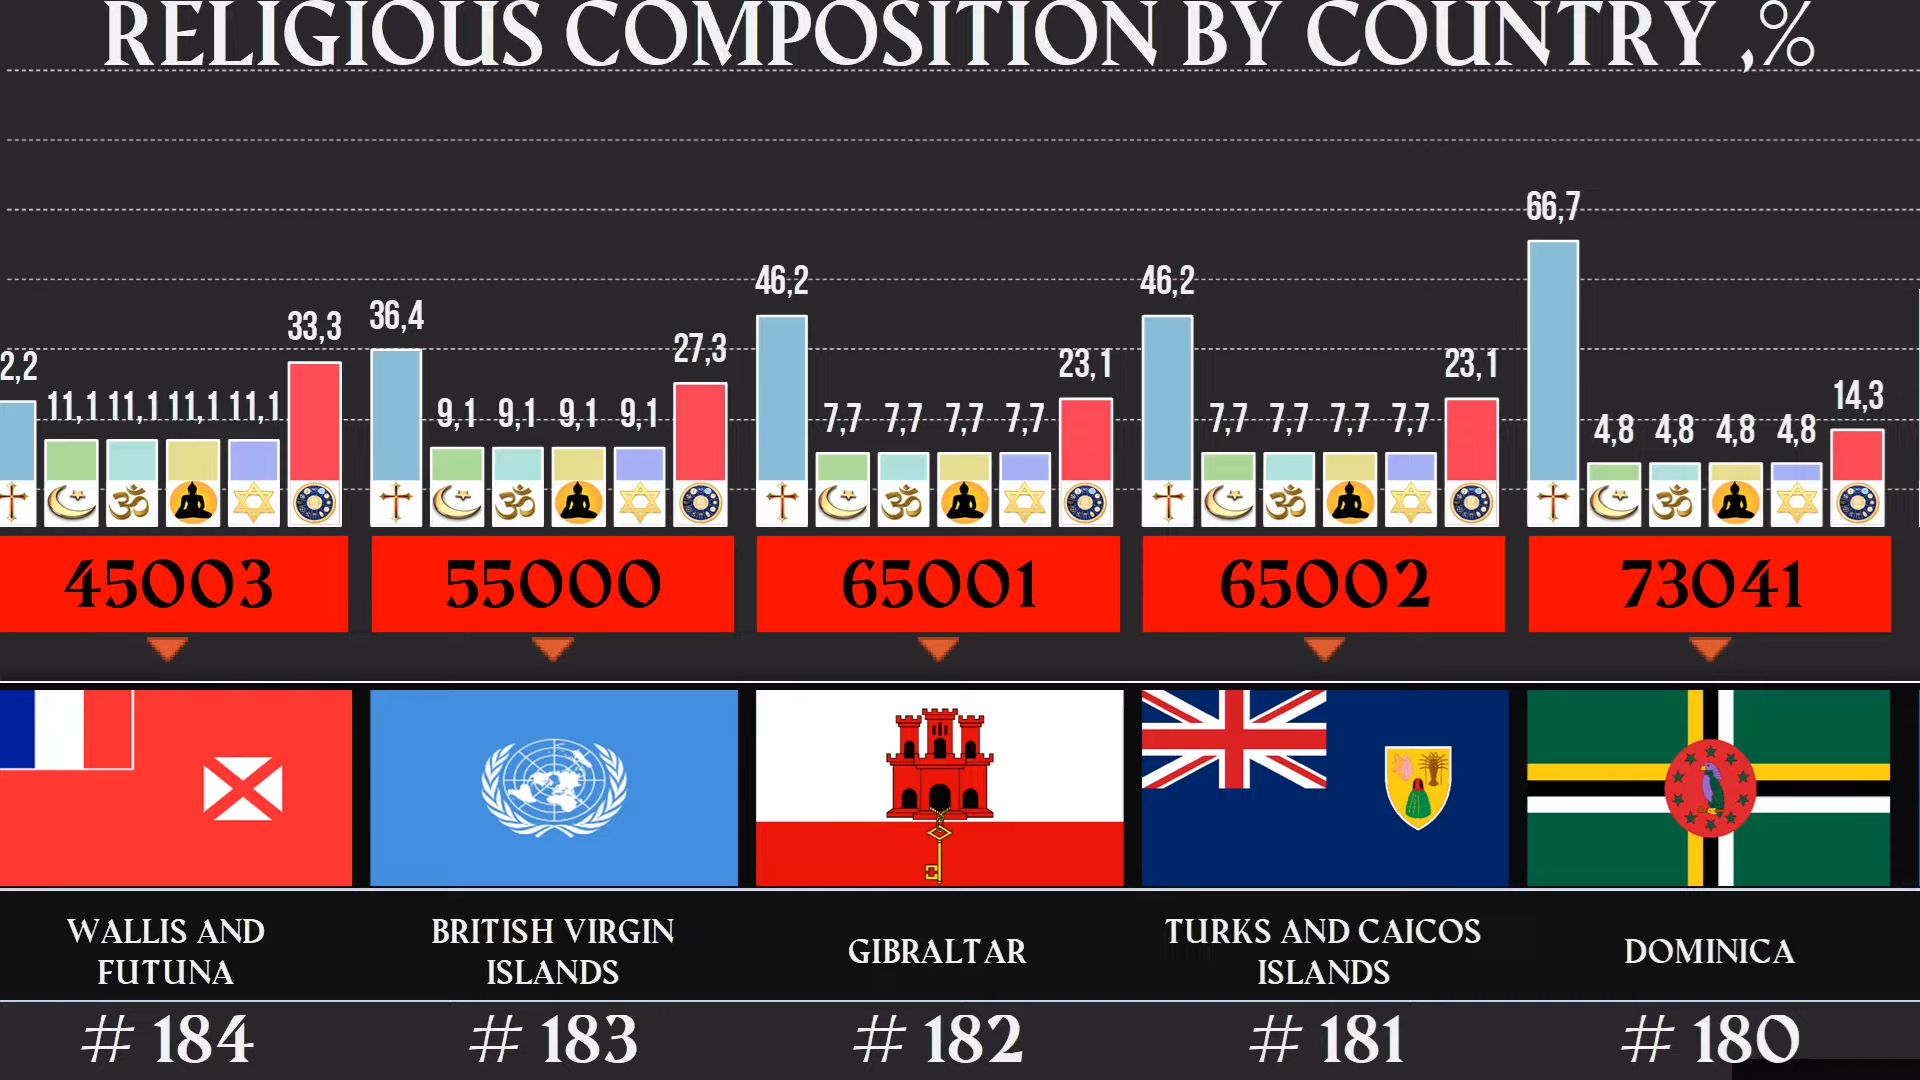 RELIGIOUS COMPOSITION BY COUNTRY ,%
2,2 11,1 11,1 11,1 11,1 33,3
36,4 9,1 9,1 9,1 9,1 27,3
46,2 7,7 7,7 7,7 7,7 23,1
46,2 7,7 7,7 7,7 7,7 23,1
66,7 4,8 4,8 4,8 4,8 14,3
45003 55000 65001 65002 73041
WALLIS AND
FUTUNA
BRITISH VIRGIN
ISLANDS
GIBRALTAR
TURKS AND CAICOS
ISLANDS
DOMINICA
# 184 # 183 # 182 # 181 # 180